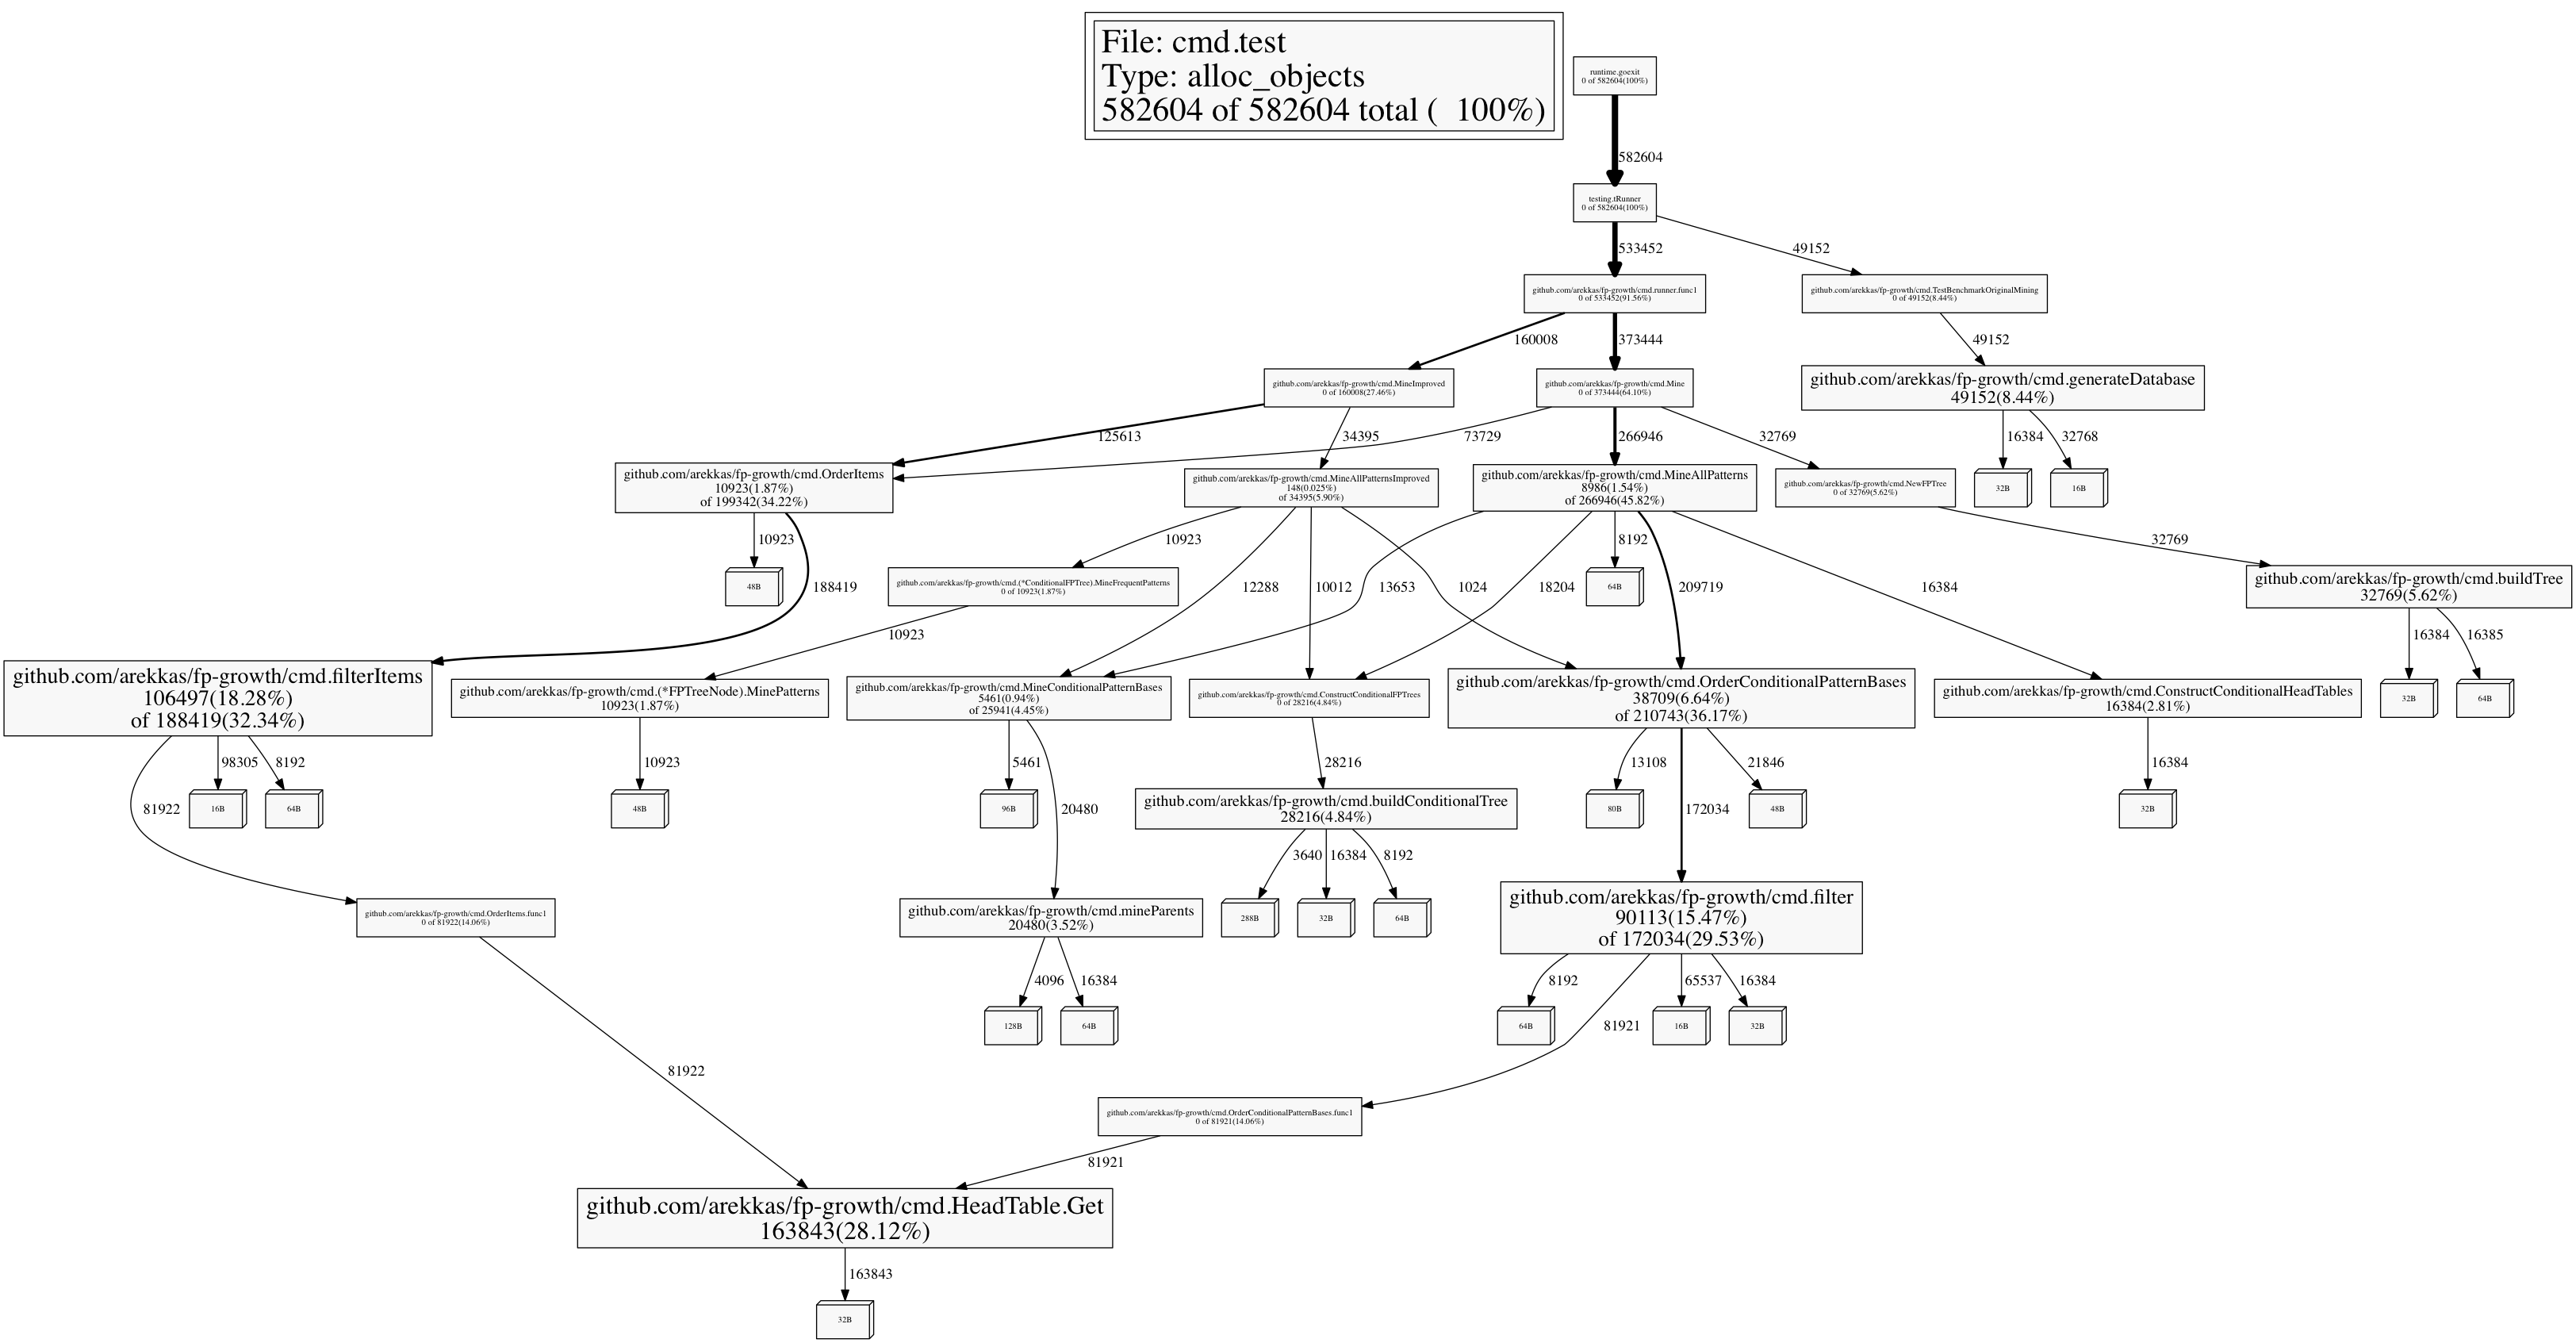 File: cmd.test
Type: alloc_objects
582604 of 582604 total (  100%)
runtime.goexit
0 of 582604(100%)
582604
testing.tRunner
0 of 582604(100%)
533452
49152
github.com/arekkas/fp-growth/cmd.runner.func1
0 of 533452(91.56%)
github.com/arekkas/fp-growth/cmd.TestBenchmarkOriginalMining
0 of 49152(8.44%)
160008
373444
49152
github.com/arekkas/fp-growth/cmd.MineImproved
0 of 160008(27.46%)
github.com/arekkas/fp-growth/cmd.Mine
0 of 373444(64.10%)
github.com/arekkas/fp-growth/cmd.generateDatabase
49152(8.44%)
125613
34395
73729
266946
32769
16384
32768
github.com/arekkas/fp-growth/cmd.OrderItems
10923(1.87%)
of 199342(34.22%)
github.com/arekkas/fp-growth/cmd.MineAllPatternsImproved
148(0.025%)
of 34395(5.90%)
github.com/arekkas/fp-growth/cmd.MineAllPatterns
8986(1.54%)
of 266946(45.82%)
github.com/arekkas/fp-growth/cmd.NewFPTree
0 of 32769(5.62%)
32B
16B
10923
10923
8192
32769
48B
188419
github.com/arekkas/fp-growth/cmd.(*ConditionalFPTree).MineFrequentPatterns
0 of 10923(1.87%)
12288
10012
13653
1024
18204
64B
209719
16384
github.com/arekkas/fp-growth/cmd.buildTree
32769(5.62%)
10923
16384
16385
github.com/arekkas/fp-growth/cmd.filterItems
106497(18.28%)
of 188419(32.34%)
github.com/arekkas/fp-growth/cmd.(*FPTreeNode).MinePatterns
10923(1.87%)
github.com/arekkas/fp-growth/cmd.MineConditionalPatternBases
5461(0.94%)
of 25941(4.45%)
github.com/arekkas/fp-growth/cmd.ConstructConditionalFPTrees
0 of 28216(4.84%)
github.com/arekkas/fp-growth/cmd.OrderConditionalPatternBases
38709(6.64%)
of 210743(36.17%)
github.com/arekkas/fp-growth/cmd.ConstructConditionalHeadTables
16384(2.81%)
32B
64B
98305
8192
10923
5461
28216
13108
21846
16384
81922
16B
64B
48B
96B
20480
github.com/arekkas/fp-growth/cmd.buildConditionalTree
28216(4.84%)
80B
172034
48B
32B
3640
16384
8192
github.com/arekkas/fp-growth/cmd.OrderItems.func1
0 of 81922(14.06%)
github.com/arekkas/fp-growth/cmd.mineParents
20480(3.52%)
288B
32B
64B
github.com/arekkas/fp-growth/cmd.filter
90113(15.47%)
of 172034(29.53%)
4096
16384
8192
65537
16384
128B
64B
64B
81921
16B
32B
81922
github.com/arekkas/fp-growth/cmd.OrderConditionalPatternBases.func1
0 of 81921(14.06%)
81921
github.com/arekkas/fp-growth/cmd.HeadTable.Get
163843(28.12%)
163843
32B